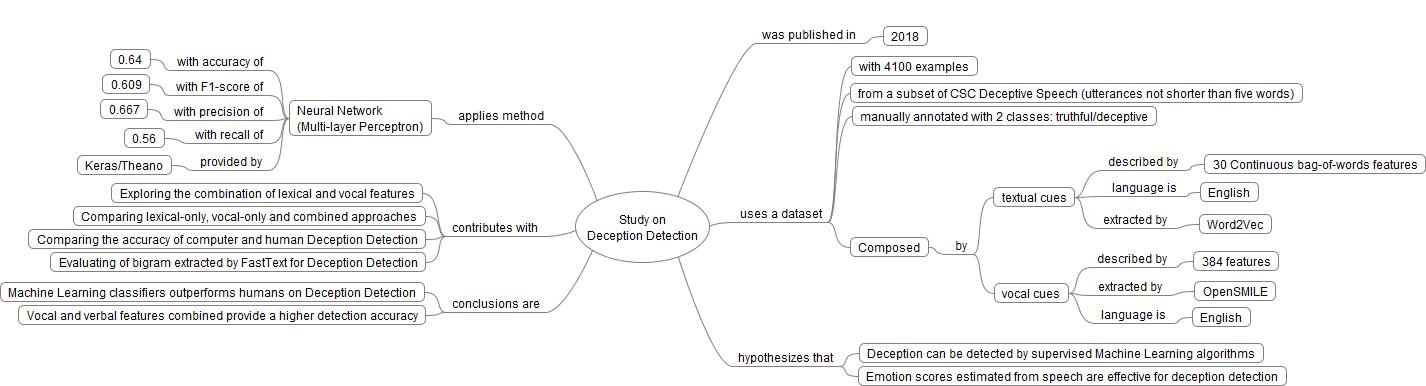 Study on
Deception Detection
was published in
2018
uses a dataset
with 4100 examples
from a subset of CSC Deceptive Speech (utterances not shorter than five words)
manually annotated with 2 classes: truthful/deceptive
Composed
by
textual cues
described by
30 Continuous bag-of-words features
language is
English
extracted by
Word2Vec
vocal cues
described by
384 features
extracted by
OpenSMILE
language is
English
hypothesizes that
Deception can be detected by supervised Machine Learning algorithms
Emotion scores estimated from speech are effective for deception detection
applies method
Neural Network
(Multi-layer Perceptron)
with accuracy of
0.64
with F1-score of
0.609
with precision of
0.667
with recall of
0.56
provided by
Keras/Theano
contributes with
Exploring the combination of lexical and vocal features
Comparing lexical-only, vocal-only and combined approaches
Comparing the accuracy of computer and human Deception Detection
Evaluating of bigram extracted by FastText for Deception Detection
conclusions are
Machine Learning classifiers outperforms humans on Deception Detection
Vocal and verbal features combined provide a higher detection accuracy